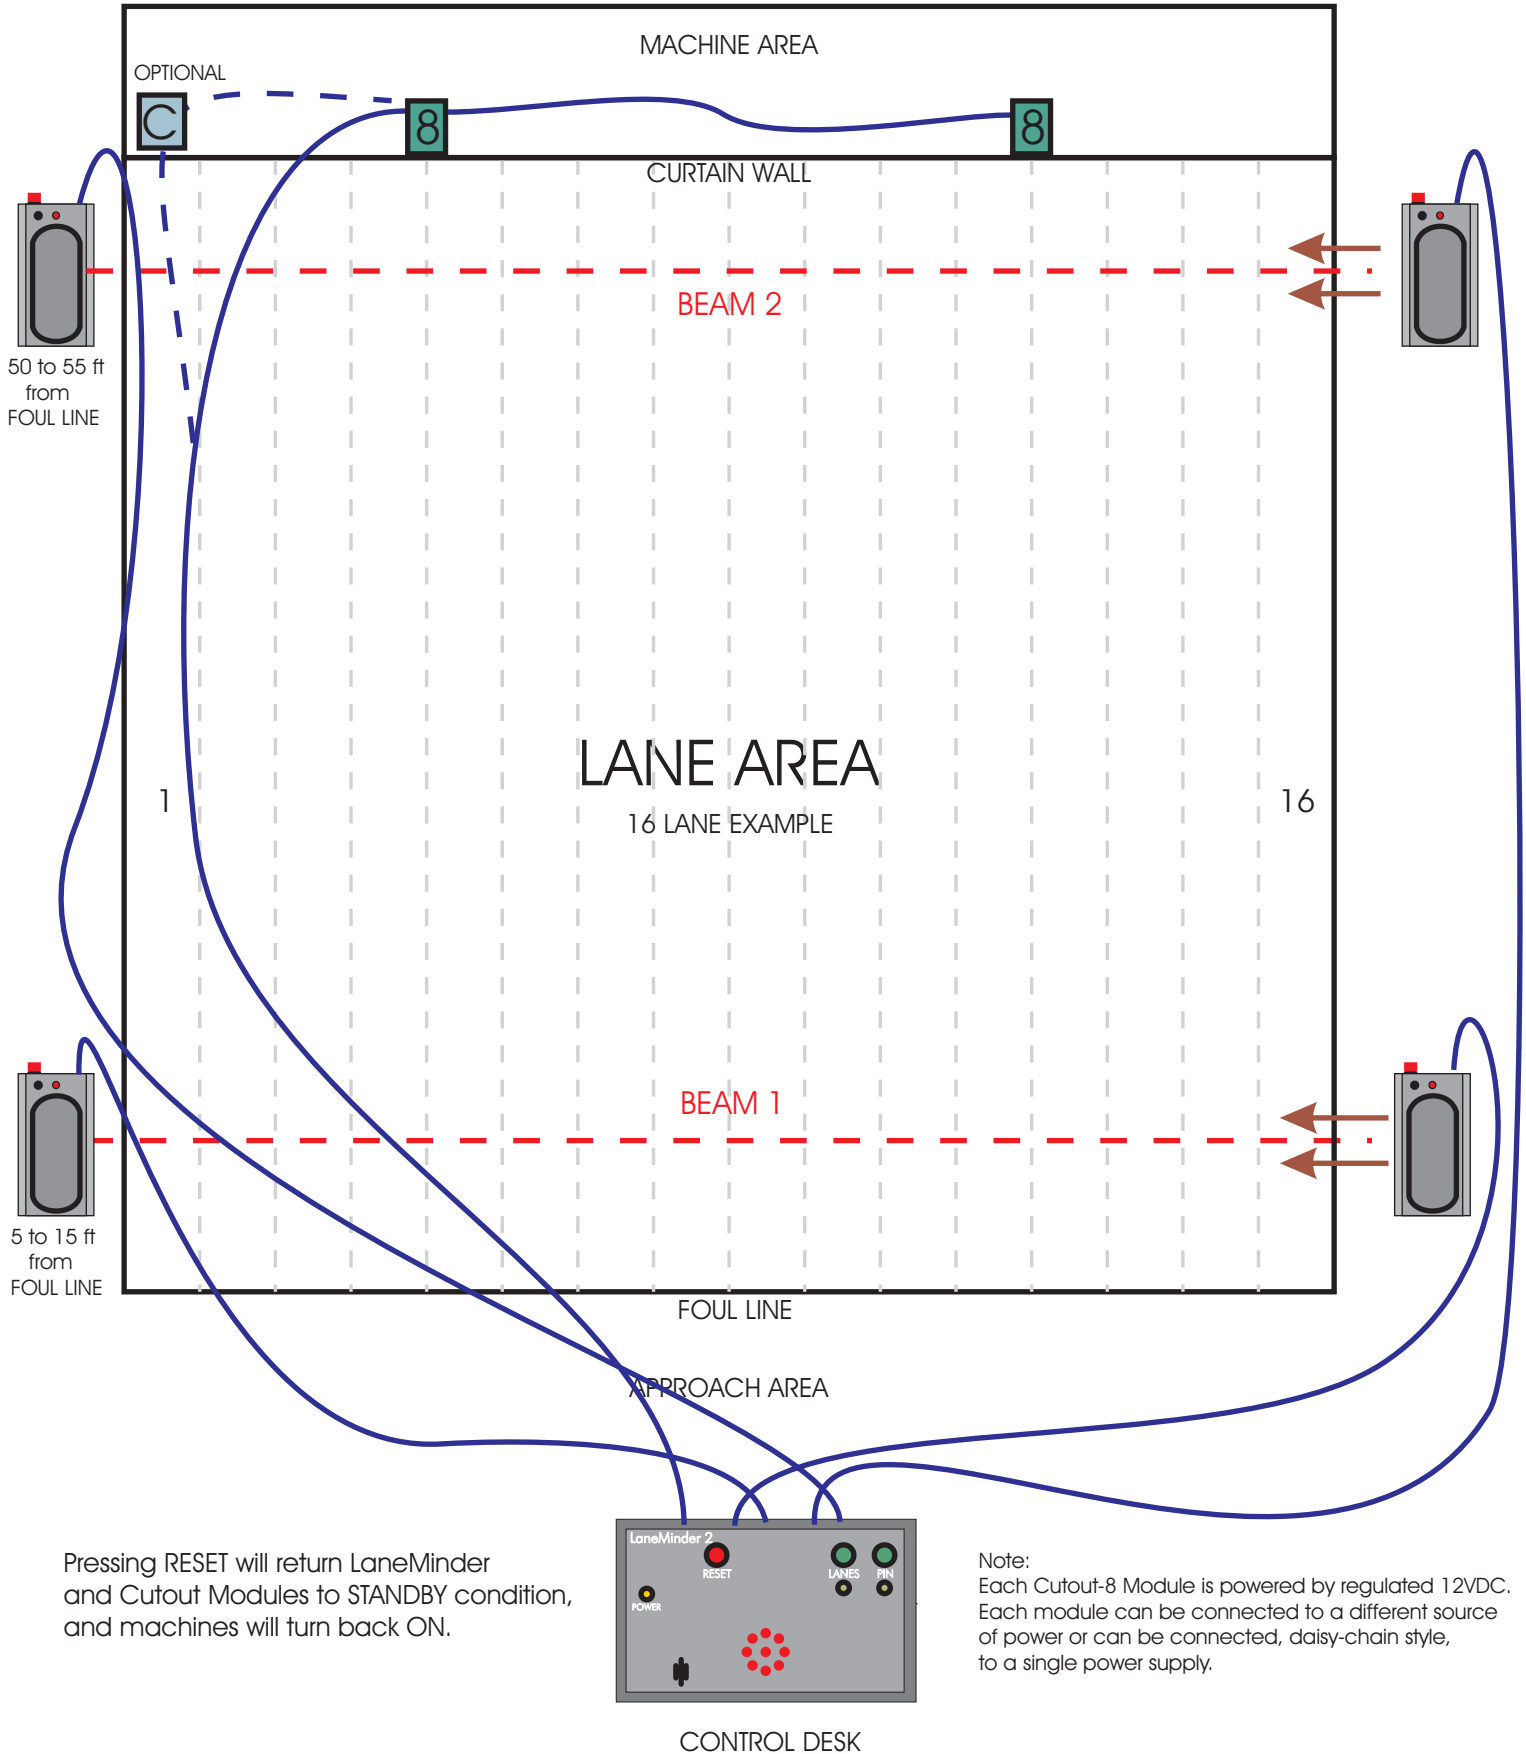 MACHINE AREA
OPTIONAL
C
8
8
CURTAIN WALL
BEAM 2
50 to 55 ft
from
FOUL LINE
LANE AREA
1
16
16 LANE EXAMPLE
BEAM 1
5 to 15 ft
from
FOUL LINE
FOUL LINE
APPROACH AREA
LaneMinder 2
RESET
LANES
PIN
POWER
Pressing RESET will return LaneMinder
and Cutout Modules to STANDBY condition,
and machines will turn back ON.
Note:
Each Cutout-8 Module is powered by regulated 12VDC.
Each module can be connected to a different source
of power or can be connected, daisy-chain style,
to a single power supply.
CONTROL DESK